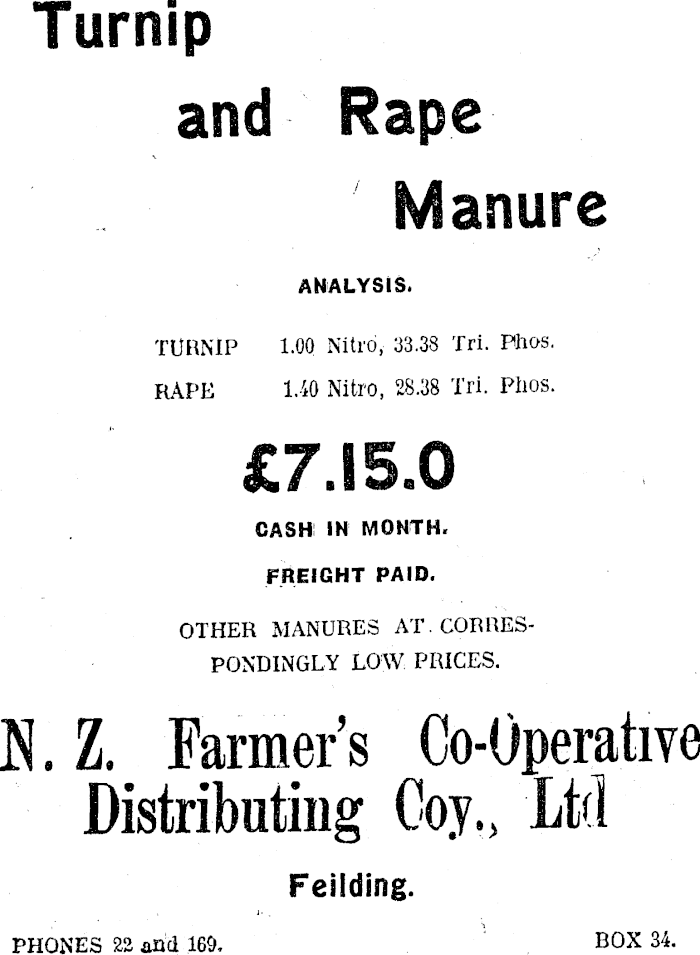 Turnip
and Rape
Manure
ANALYSIS.
TURNIP 1.00 Nitro, 33.38 Tri. Phos.
RAPE 1.40 Nitro, 28.38 Tri. Phos.
£7.15.0
CASH IN MONTH.
FREIGHT PAID.
OTHER MANURES AT CORRES-
PONDINGLY LOW PRICES.
N. Z. Farmer's Co-Operative
Distributing Coy., Ltd
Feilding.
PHONES 22 and 169. BOX 34.